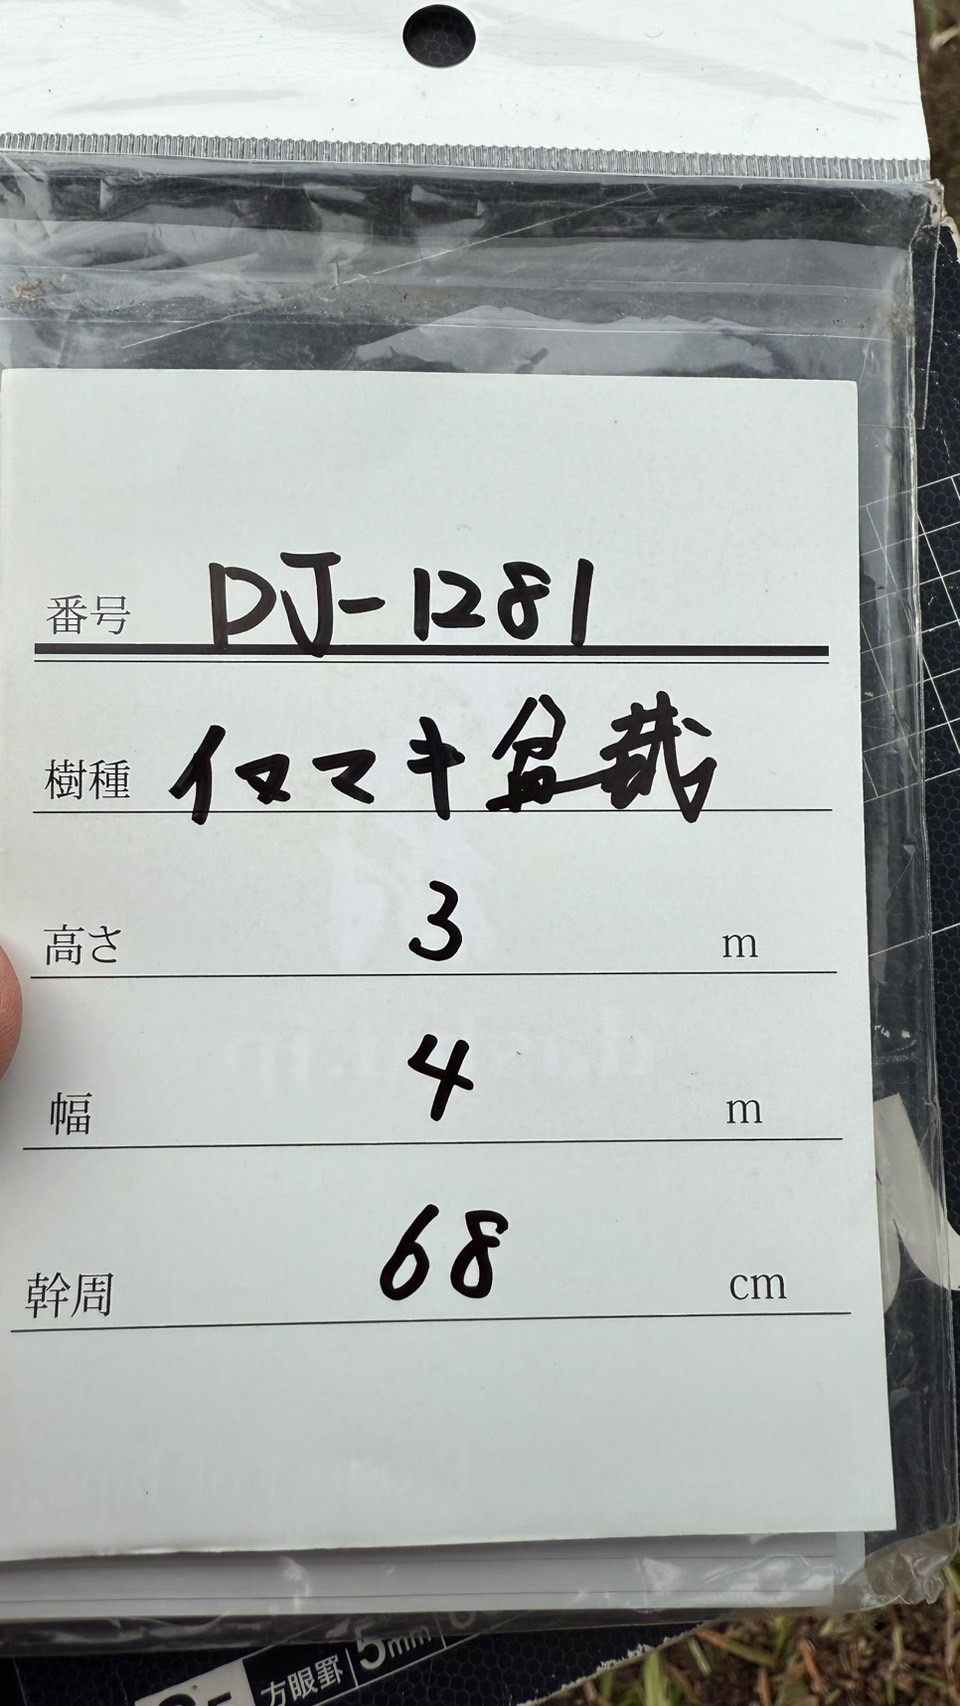 番号 DJ-1281
樹種 イヌマキ盆栽
高さ 3 m
幅 4 m
幹周 68 cm
方眼罫 5mm